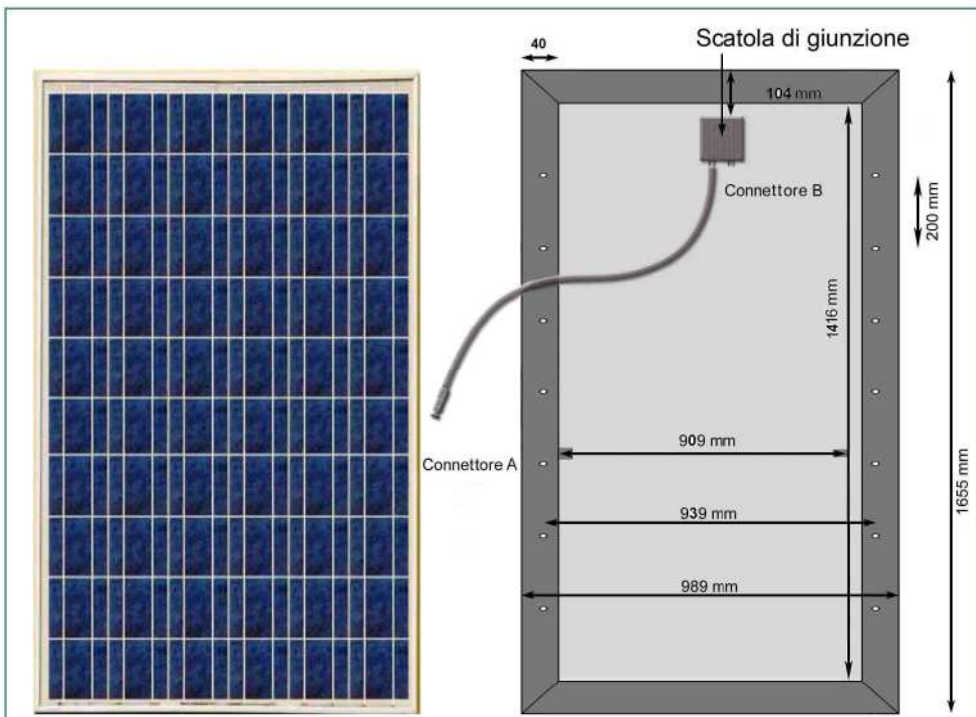 Scatola di giunzione
40
104 mm
Connettore B
200 mm
1416 mm
909 mm
Connettore A
1655 mm
939 mm
989 mm